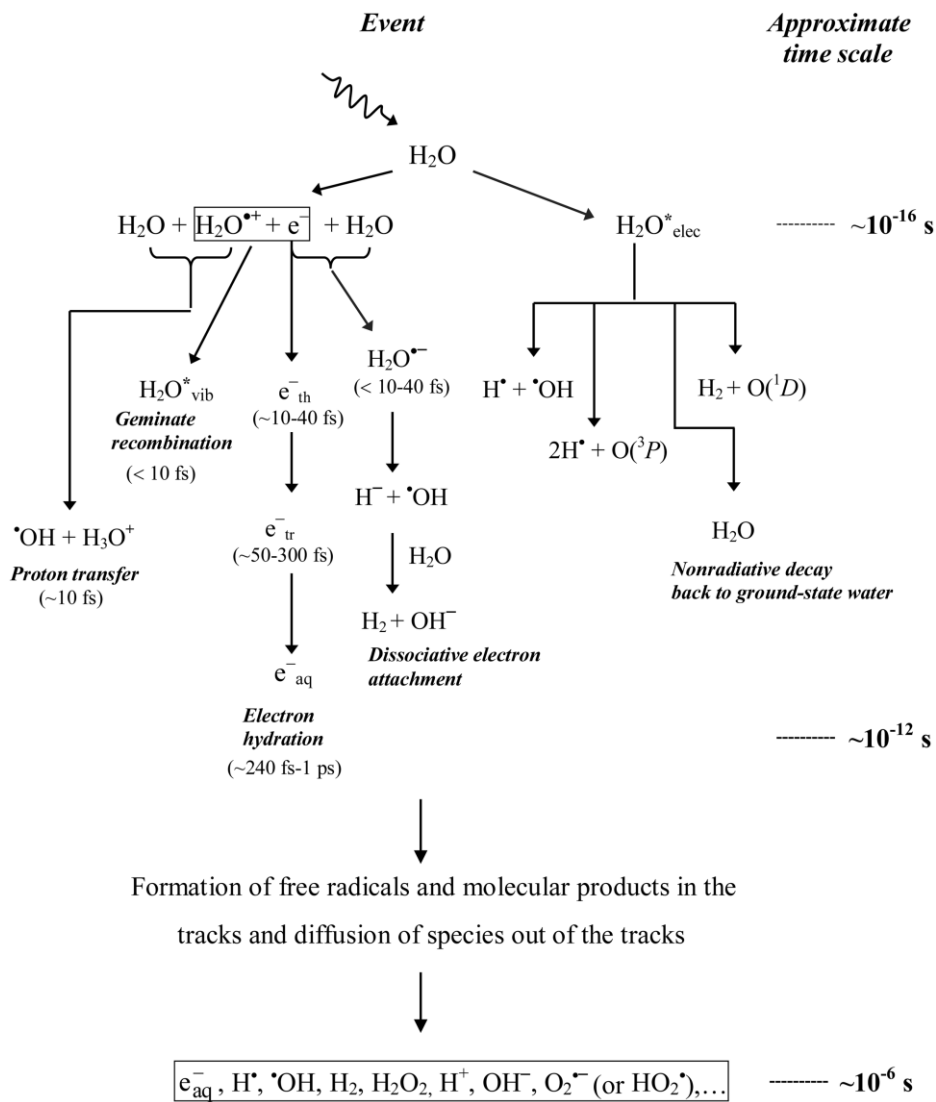 Event
Approximate
time scale
H₂O
H₂O + H₂O•⁺ + e⁻ + H₂O
H₂O*elec
---------- ~10⁻¹⁶ s
H₂O•⁻
(< 10-40 fs)
H₂O*vib
Geminate
recombination
(< 10 fs)
e⁻th
(~10-40 fs)
H• + •OH
H₂ + O(¹D)
2H• + O(³P)
H⁻ + •OH
•OH + H₃O⁺
Proton transfer
(~10 fs)
e⁻tr
(~50-300 fs)
H₂O
H₂O
Nonradiative decay
back to ground-state water
H₂ + OH⁻
Dissociative electron
attachment
e⁻aq
Electron
hydration
(~240 fs-1 ps)
---------- ~10⁻¹² s
Formation of free radicals and molecular products in the
tracks and diffusion of species out of the tracks
e⁻aq , H•, •OH, H₂, H₂O₂, H⁺, OH⁻, O₂•⁻ (or HO₂•),…
---------- ~10⁻⁶ s